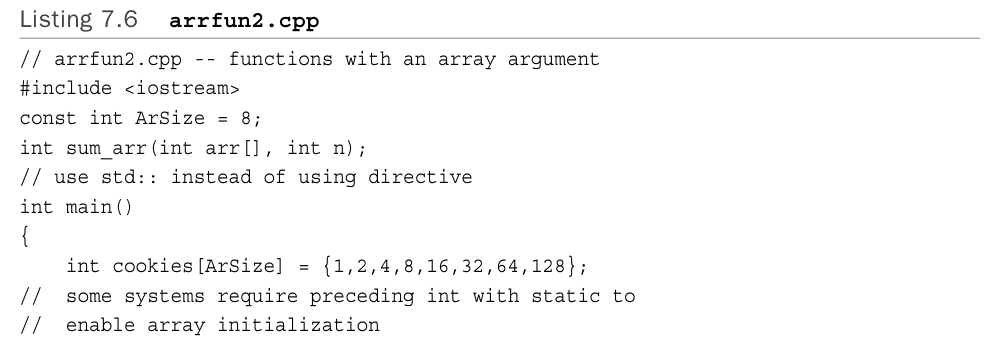 Listing 7.6 arrfun2.cpp
// arrfun2.cpp -- functions with an array argument
#include <iostream>
const int ArSize = 8;
int sum_arr(int arr[], int n);
// use std:: instead of using directive
int main()
{
    int cookies[ArSize] = {1,2,4,8,16,32,64,128};
//  some systems require preceding int with static to
//  enable array initialization